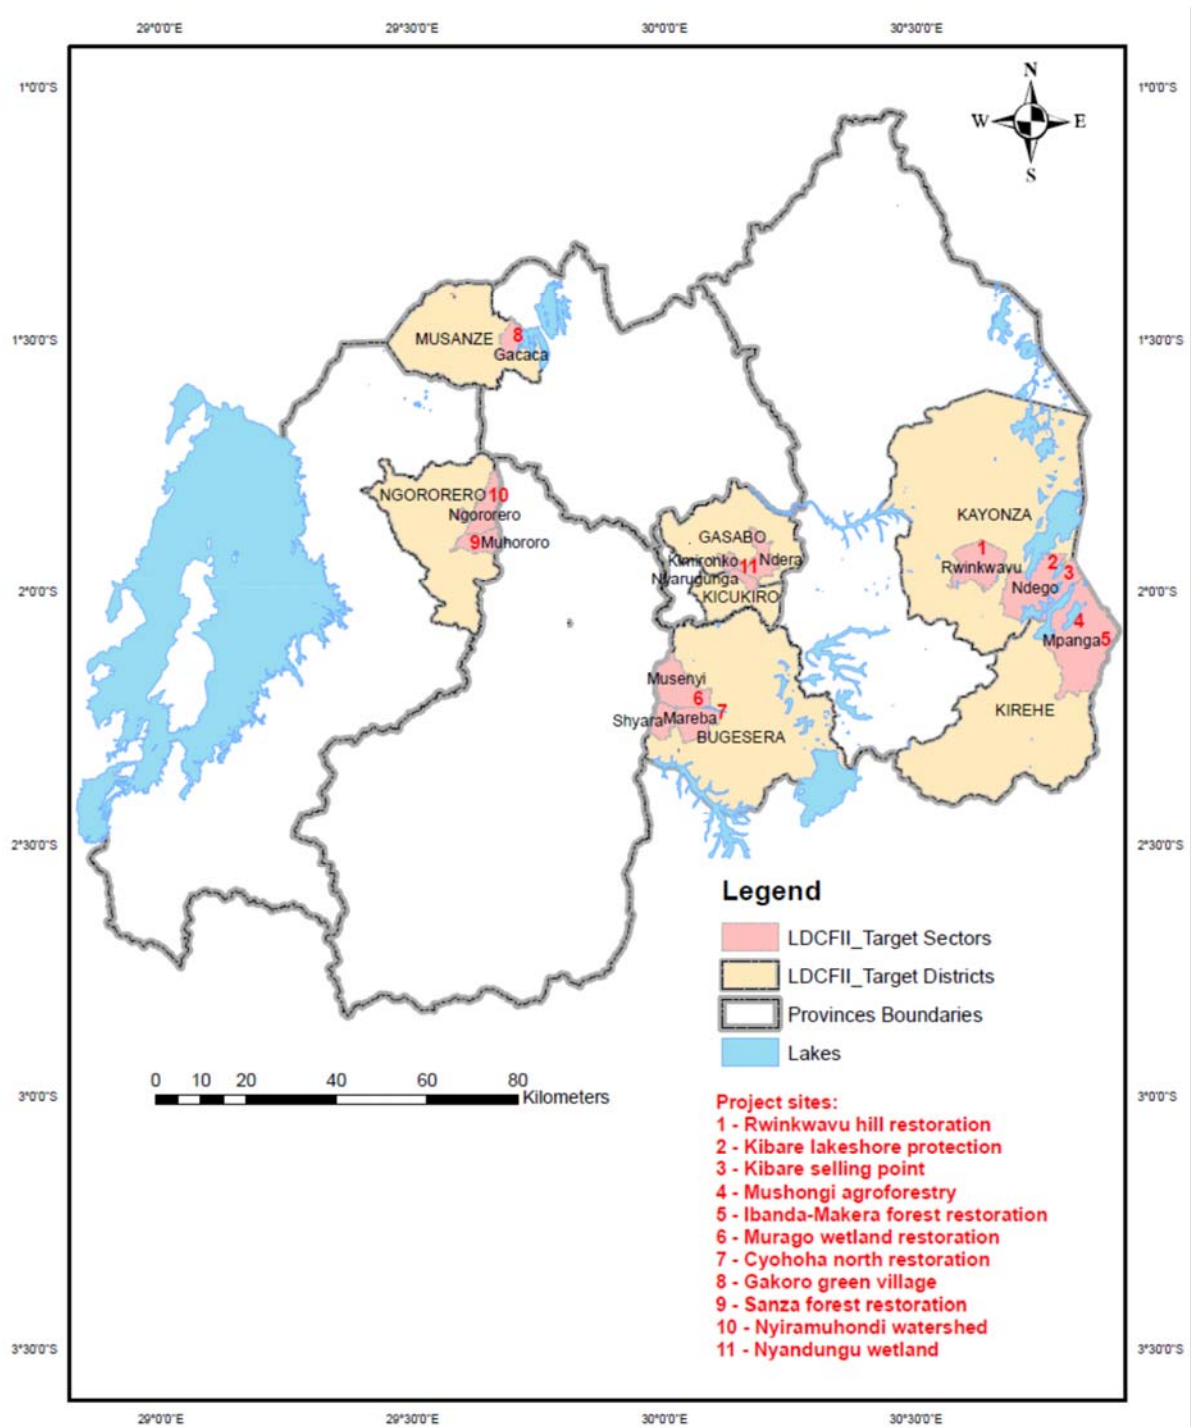 29°0'0"E 29°30'0"E 30°0'0"E 30°30'0"E
1°0'0"S 1°0'0"S
N
W E
S
1°30'0"S 1°30'0"S
MUSANZE 8
Gacaca
NGORORERO 10
Ngororero
9 Muhororo
KAYONZA
GASABO
Kimironko 11 Ndera
Nyarugunga
KICUKIRO
1
Rwinkwavu
2 3
Ndego
2°0'0"S 2°0'0"S
4
Mpanga 5
Musenyi
6
Shyara Mareba 7
BUGESERA
KIREHE
2°30'0"S 2°30'0"S
Legend
LDCFII_Target Sectors
LDCFII_Target Districts
Provinces Boundaries
Lakes
0 10 20 40 60 80
Kilometers
3°0'0"S 3°0'0"S
Project sites:
1 - Rwinkwavu hill restoration
2 - Kibare lakeshore protection
3 - Kibare selling point
4 - Mushongi agroforestry
5 - Ibanda-Makera forest restoration
6 - Murago wetland restoration
7 - Cyohoha north restoration
8 - Gakoro green village
9 - Sanza forest restoration
10 - Nyiramuhondi watershed
11 - Nyandungu wetland
3°30'0"S 3°30'0"S
29°0'0"E 29°30'0"E 30°0'0"E 30°30'0"E